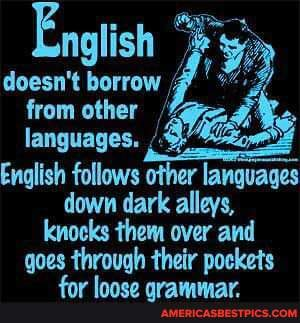 English
doesn't borrow
from other
languages.
English follows other languages
down dark alleys,
knocks them over and
goes through their pockets
for loose grammar.
AMERICASBESTPICS.COM